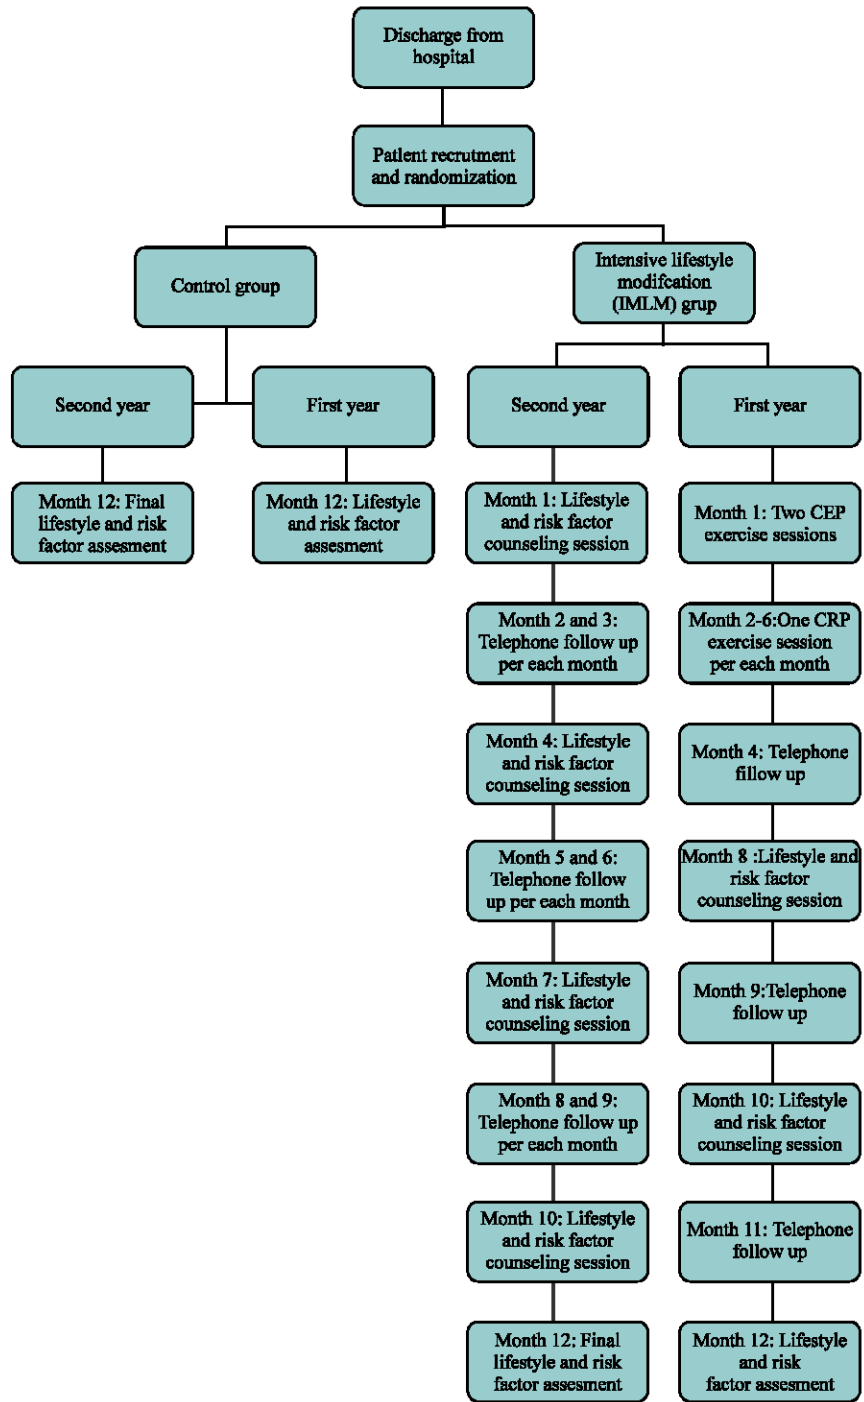 Discharge from
hospital
Patlent recrutment
and randomization
Control group
Intensive lifestyle
modifcation
(IMLM) grup
Second year
First year
Second year
First year
Month 12: Final
lifestyle and risk
factor assesment
Month 12: Lifestyle
and risk factor
assesment
Month 1: Lifestyle
and risk factor
counseling session
Month 2 and 3:
Telephone follow up
per each month
Month 4: Lifestyle
and risk factor
counseling session
Month 5 and 6:
Telephone follow
up per each month
Month 7: Lifestyle
and risk factor
counseling session
Month 8 and 9:
Telephone follow up
per each month
Month 10: Lifestyle
and risk factor
counseling session
Month 12: Final
lifestyle and risk
factor assesment
Month 1: Two CEP
exercise sessions
Month 2-6:One CRP
exercise session
per each month
Month 4: Telephone
fillow up
Month 8 :Lifestyle and
risk factor
counseling session
Month 9:Telephone
follow up
Month 10: Lifestyle
and risk factor
counseling session
Month 11: Telephone
follow up
Month 12: Lifestyle
and risk
factor assesment